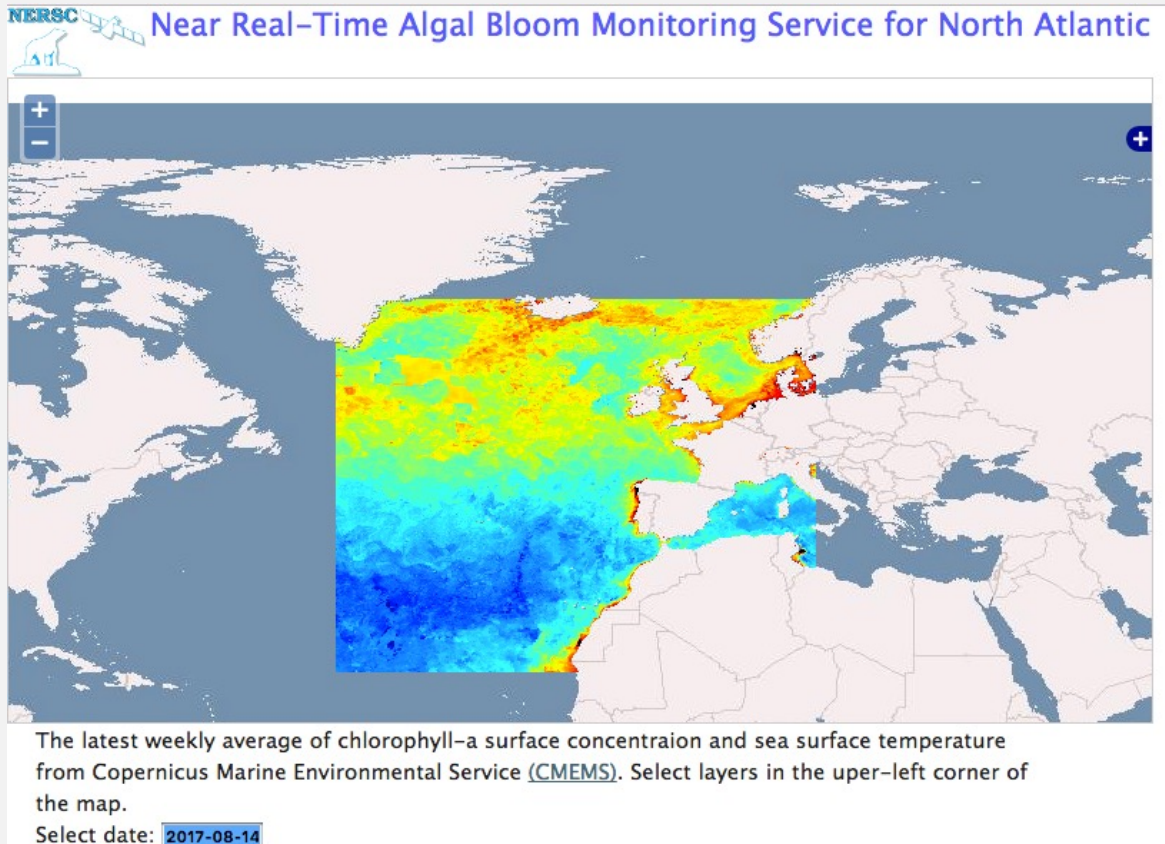 NERSC
Near Real-Time Algal Bloom Monitoring Service for North Atlantic
+
−
+
The latest weekly average of chlorophyll-a surface concentraion and sea surface temperature
from Copernicus Marine Environmental Service (CMEMS). Select layers in the uper-left corner of
the map.
Select date: 2017-08-14